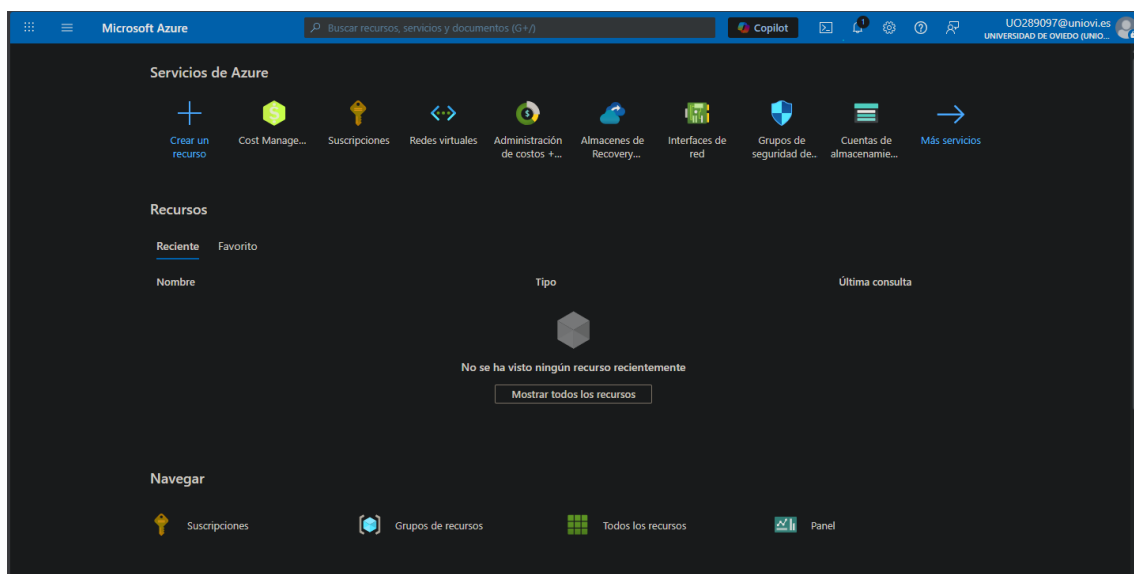 Microsoft Azure
Buscar recursos, servicios y documentos (G+/)
Copilot
1
UO289097@uniovi.es
UNIVERSIDAD DE OVIEDO (UNIO...
Servicios de Azure
Crear un
recurso
Cost Manage...
Suscripciones
Redes virtuales
Administración
de costos +...
Almacenes de
Recovery...
Interfaces de
red
Grupos de
seguridad de..
Cuentas de
almacenamie...
Más servicios
Recursos
Reciente
Favorito
Nombre
Tipo
Última consulta
No se ha visto ningún recurso recientemente
Mostrar todos los recursos
Navegar
Suscripciones
Grupos de recursos
Todos los recursos
Panel